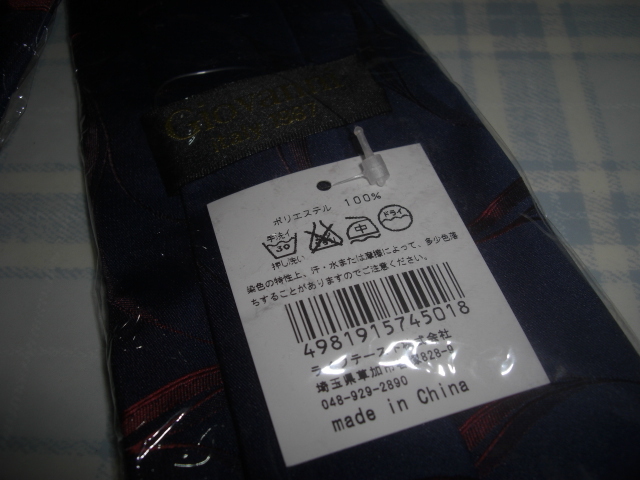 Giovanni
ポリエステル 100%
手洗イ 30 中 ドライ
押し洗い
染色の特性上、汗・水または摩擦によって、多少色落
ちすることがありますのでご注意ください。
4981915745018
埼玉県草加市 828-9
048-929-2890
made in China